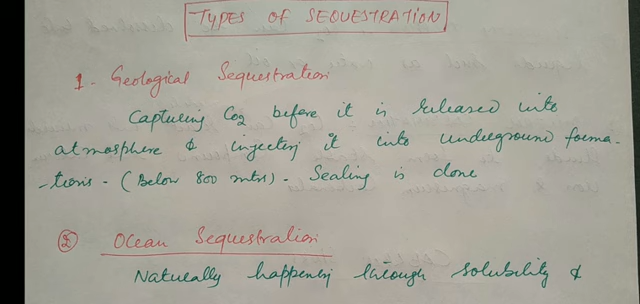 TYPES OF SEQUESTRATION
1. Geological Sequestration
Capturing CO2 before it is released into
atmosphere & injecting it into underground forma-
-tions - (Below 800 mtrs) - Sealing is done
2 Ocean Sequestration
Naturally happening through solubility &